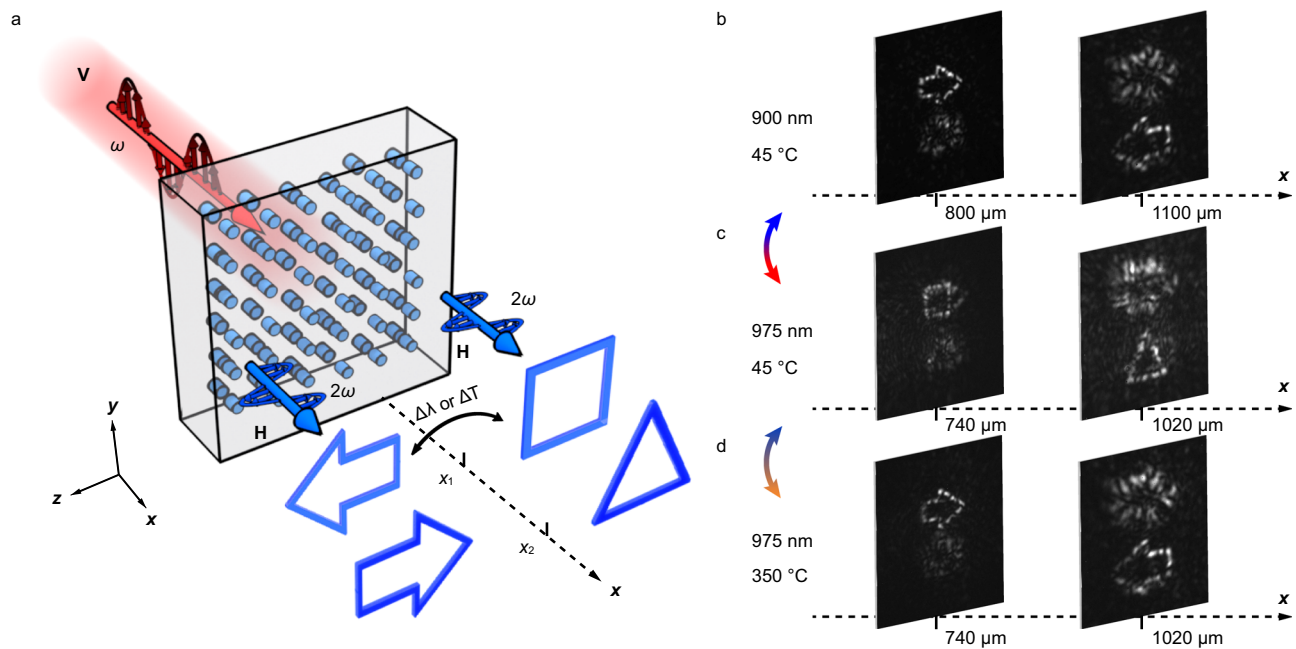 a
V
ω
2ω
H
2ω
H
Δλ or ΔT
y
z
x
x₁
x₂
x
b
900 nm
45 °C
x
800 µm
1100 µm
c
975 nm
45 °C
x
740 µm
1020 µm
d
975 nm
350 °C
x
740 µm
1020 µm